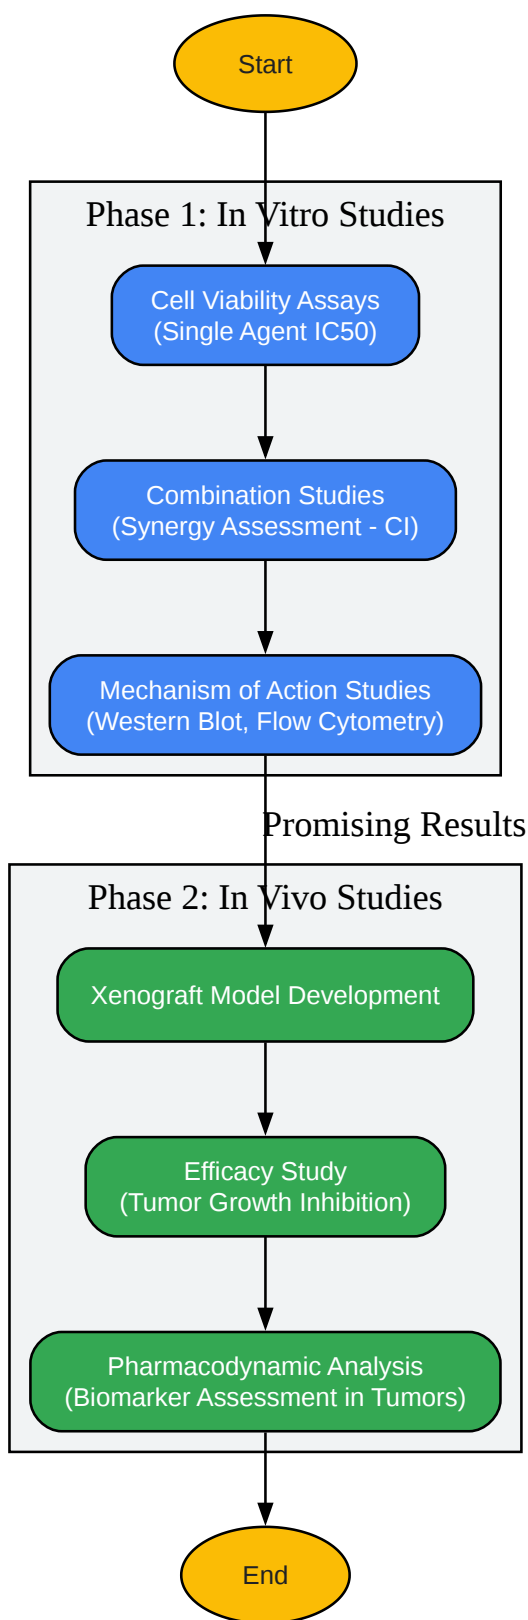 Start
Phase 1: In Vitro Studies
Cell Viability Assays
(Single Agent IC50)
Combination Studies
(Synergy Assessment - CI)
Mechanism of Action Studies
(Western Blot, Flow Cytometry)
Promising Results
Phase 2: In Vivo Studies
Xenograft Model Development
Efficacy Study
(Tumor Growth Inhibition)
Pharmacodynamic Analysis
(Biomarker Assessment in Tumors)
End